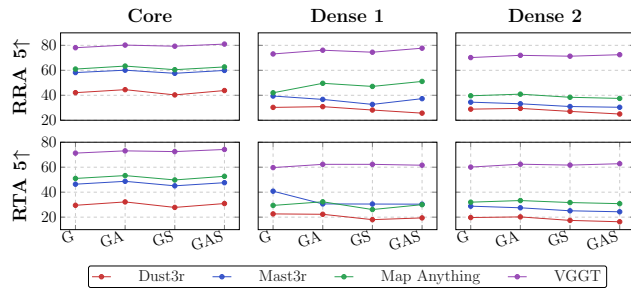 Core Dense 1 Dense 2
RRA 5↑
80
60
40
20
RTA 5↑
80
60
40
20
G GA GS GAS G GA GS GAS G GA GS GAS
Dust3r Mast3r Map Anything VGGT